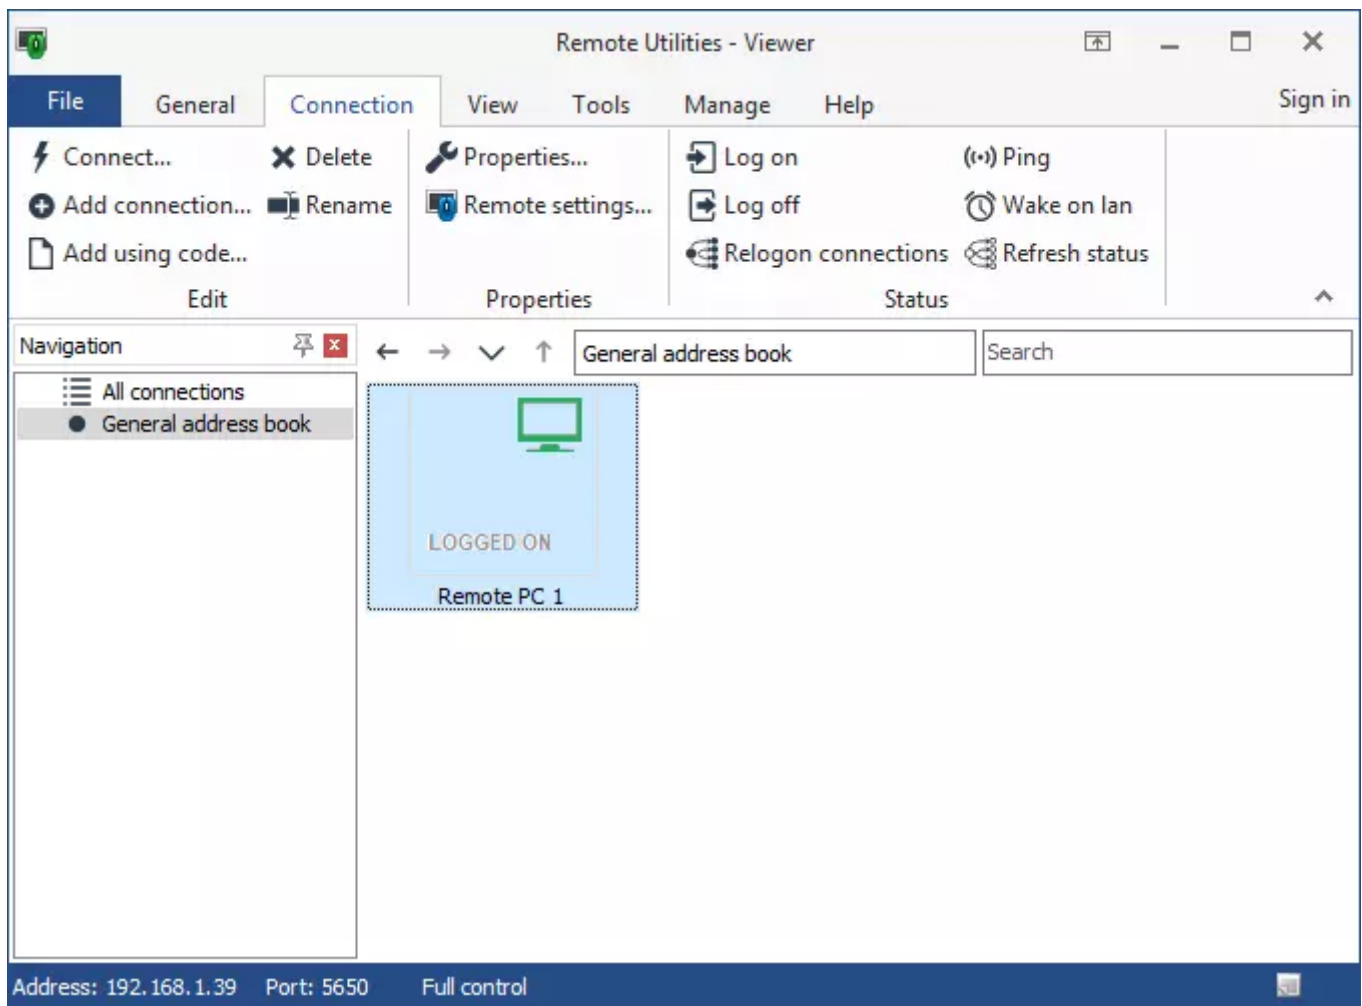 Remote Utilities - Viewer
File General Connection View Tools Manage Help Sign in
Connect... Delete Properties... Log on Ping
Add connection... Rename Remote settings... Log off Wake on lan
Add using code... Relogon connections Refresh status
Edit Properties Status
Navigation General address book Search
All connections
General address book
LOGGED ON
Remote PC 1
Address: 192.168.1.39 Port: 5650 Full control